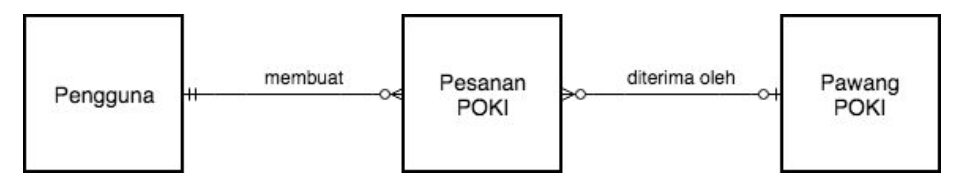 Pengguna
membuat
Pesanan
POKI
diterima oleh
Pawang
POKI